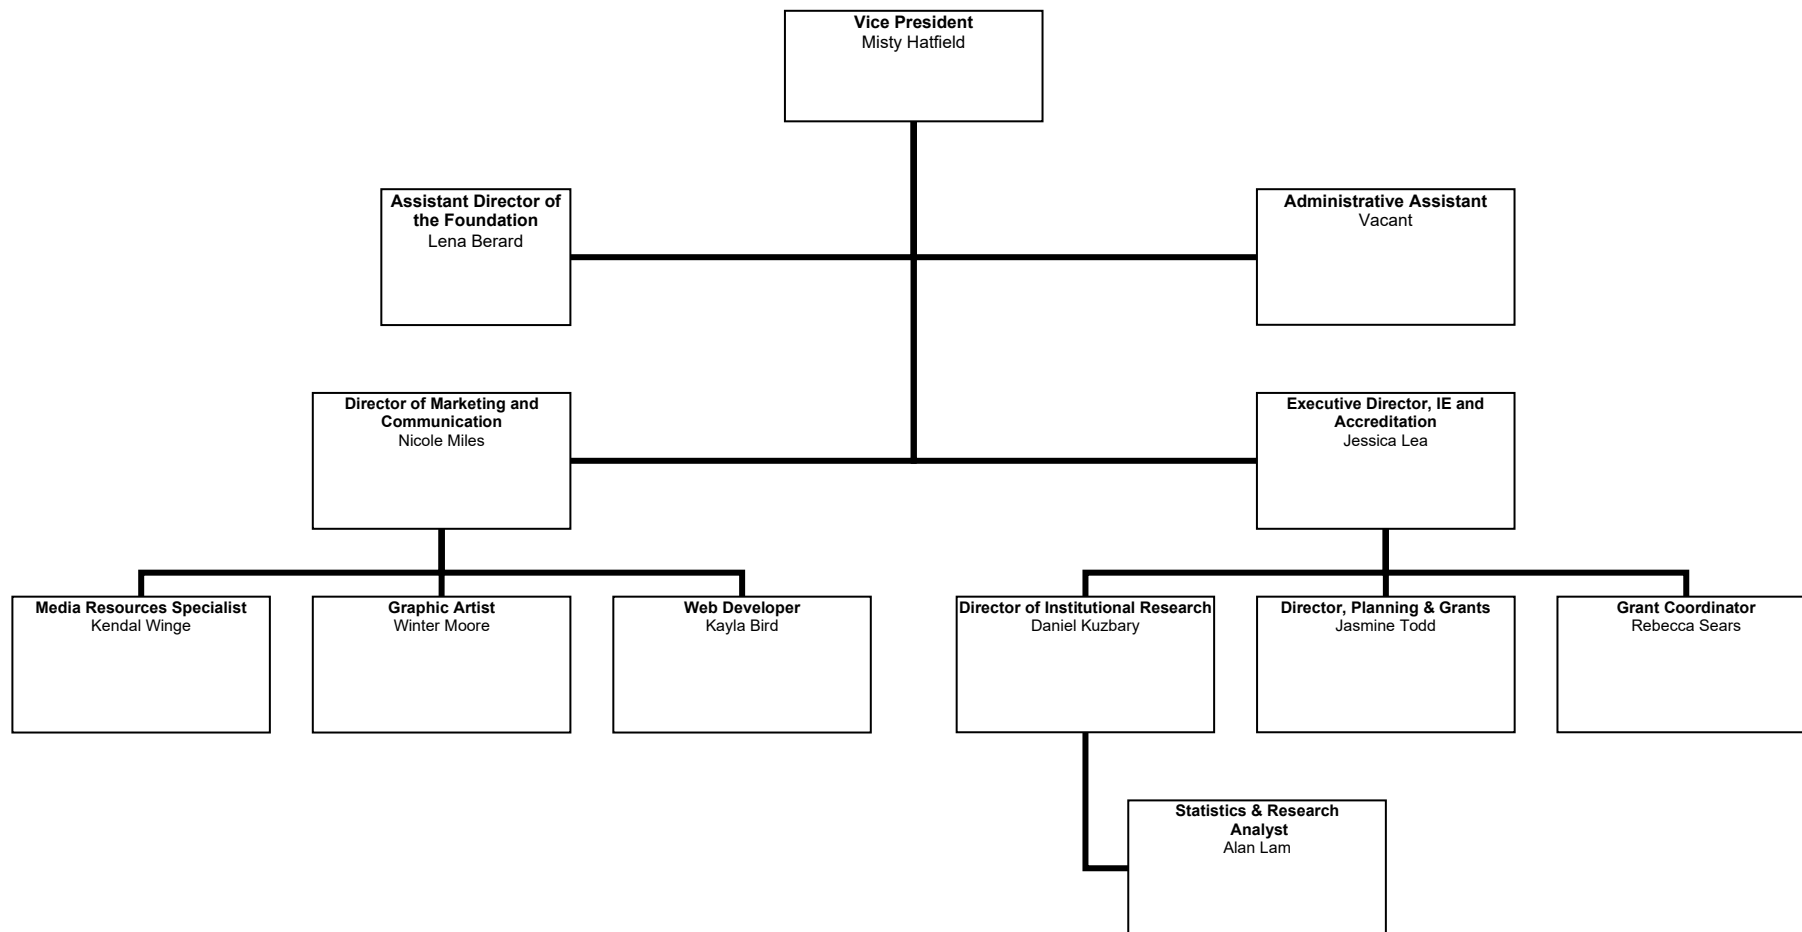 Vice President
Misty Hatfield
Assistant Director of
the Foundation
Lena Berard
Administrative Assistant
Vacant
Director of Marketing and
Communication
Nicole Miles
Executive Director, IE and
Accreditation
Jessica Lea
Media Resources Specialist
Kendal Winge
Graphic Artist
Winter Moore
Web Developer
Kayla Bird
Director of Institutional Research
Daniel Kuzbary
Director, Planning & Grants
Jasmine Todd
Grant Coordinator
Rebecca Sears
Statistics & Research
Analyst
Alan Lam